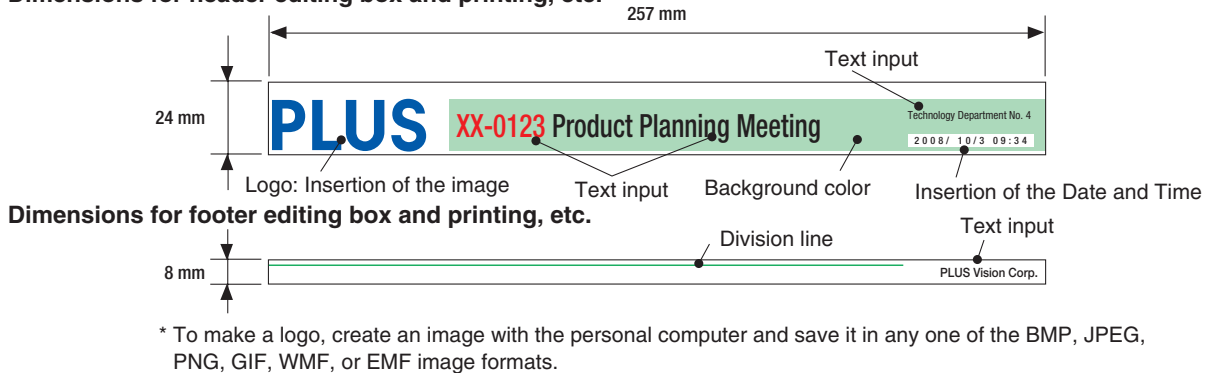 Dimensions for header editing box and printing, etc.
257 mm
Text input
24 mm
PLUS
XX-0123 Product Planning Meeting
Technology Department No. 4
2008/ 10/3 09:34
Logo: Insertion of the image
Text input
Background color
Insertion of the Date and Time
Dimensions for footer editing box and printing, etc.
Text input
Division line
8 mm
PLUS Vision Corp.
* To make a logo, create an image with the personal computer and save it in any one of the BMP, JPEG,
PNG, GIF, WMF, or EMF image formats.